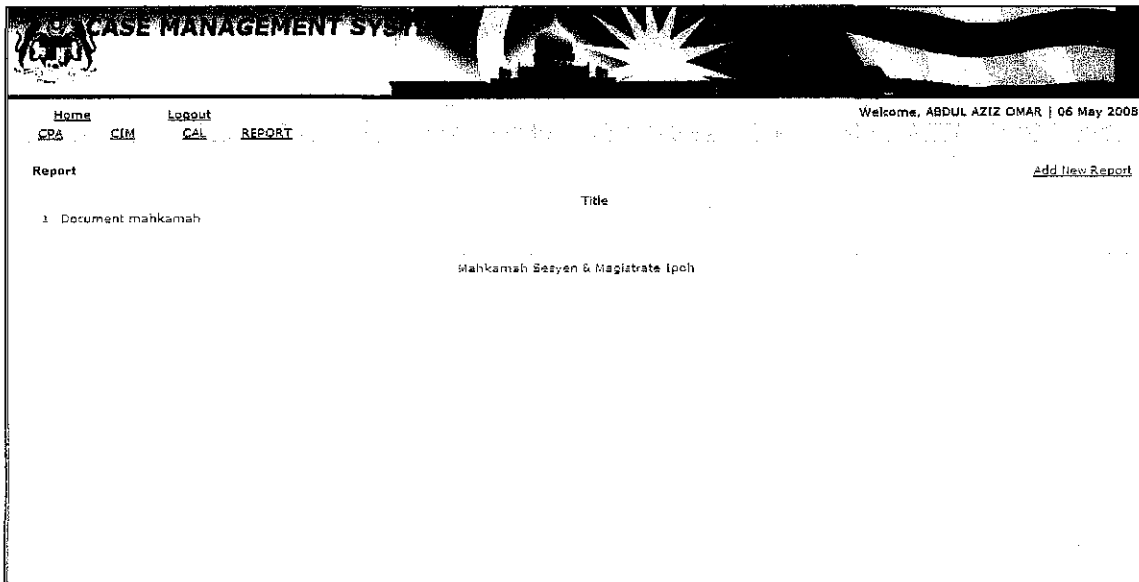 CASE MANAGEMENT SYST
Home Logout Welcome, ABDUL AZIZ OMAR | 06 May 2008
CPA CIM CAL REPORT
Report Add New Report
Title
1 Document mahkamah
Mahkamah Sesyen & Magistrate Ipoh